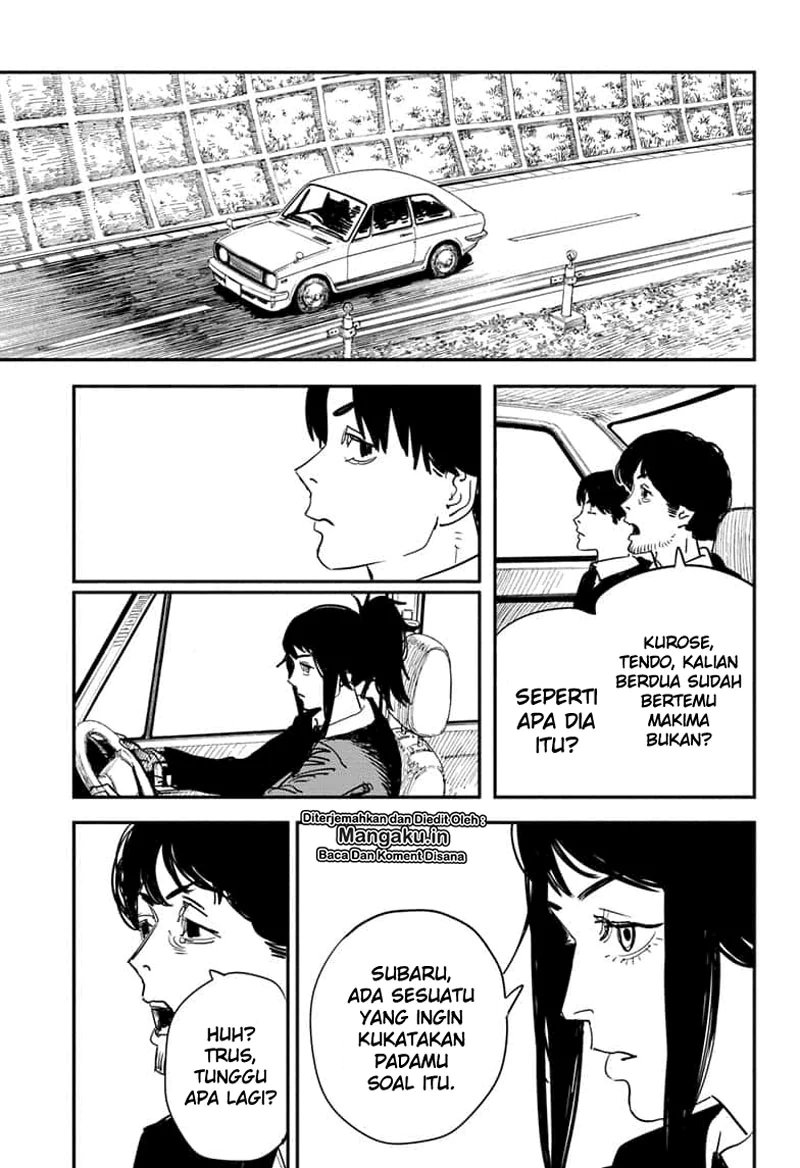 KUROSE,
TENDO, KALIAN
BERDUA SUDAH
BERTEMU
MAKIMA
BUKAN?
SEPERTI
APA DIA
ITU?
Diterjemahkan dan Diedit Oleh :
Mangaku.in
Baca Dan Koment Disana
SUBARU,
ADA SESUATU
YANG INGIN
KUKATAKAN
PADAMU
SOAL ITU.
HUH?
TRUS,
TUNGGU
APA LAGI?